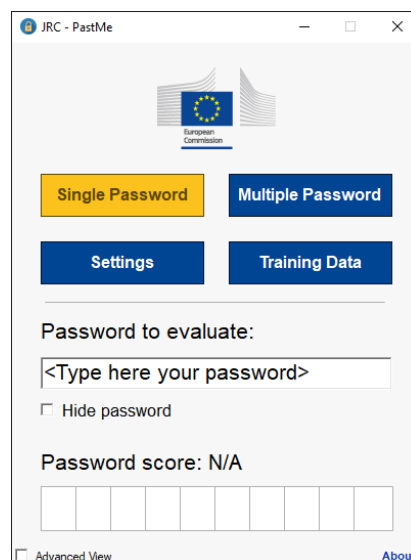 JRC - PastMe
European
Commission
Single Password
Multiple Password
Settings
Training Data
Password to evaluate:
<Type here your password>
Hide password
Password score: N/A
Advanced View
Abou